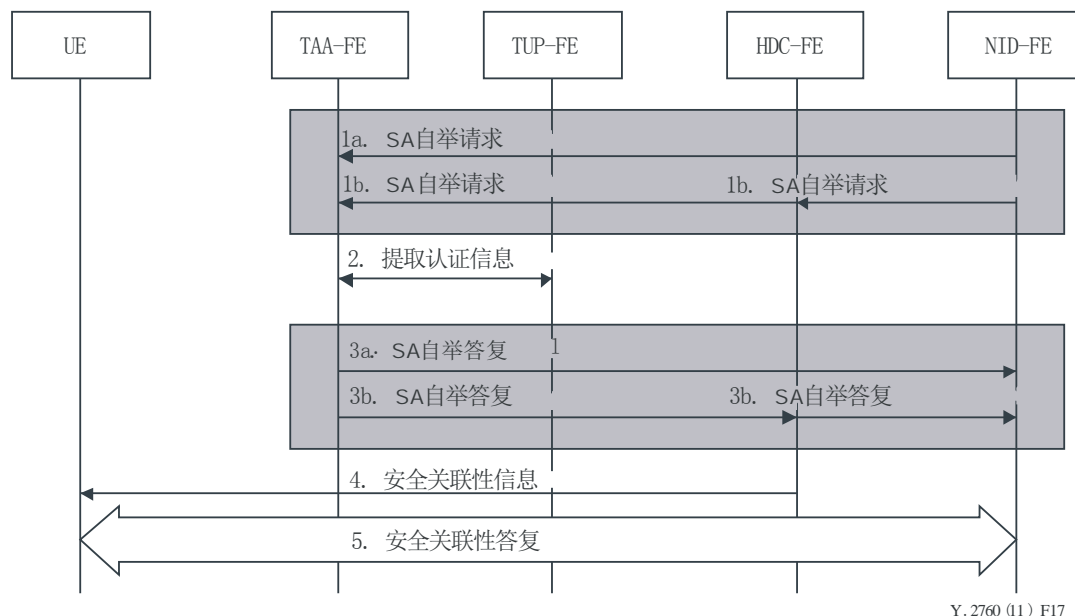 UE
TAA-FE
TUP-FE
HDC-FE
NID-FE
1a. SA自举请求
1b. SA自举请求
1b. SA自举请求
2. 提取认证信息
3a. SA自举答复
3b. SA自举答复
3b. SA自举答复
4. 安全关联性信息
5. 安全关联性答复
Y.2760(11)_F17